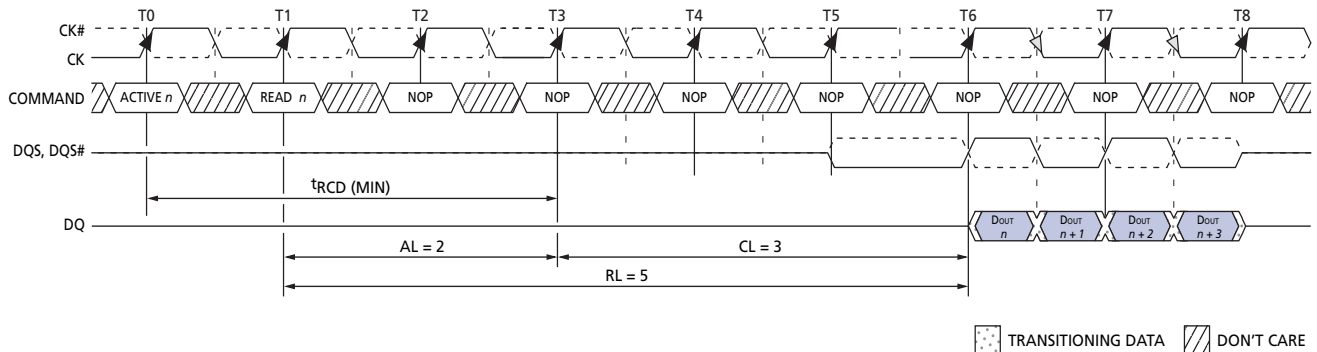 T0 T1 T2 T3 T4 T5 T6 T7 T8
CK#
CK
COMMAND ACTIVE n READ n NOP NOP NOP NOP NOP NOP NOP
DQS, DQS#
tRCD (MIN)
DQ DOUT n DOUT n + 1 DOUT n + 2 DOUT n + 3
AL = 2 CL = 3
RL = 5
TRANSITIONING DATA DON'T CARE